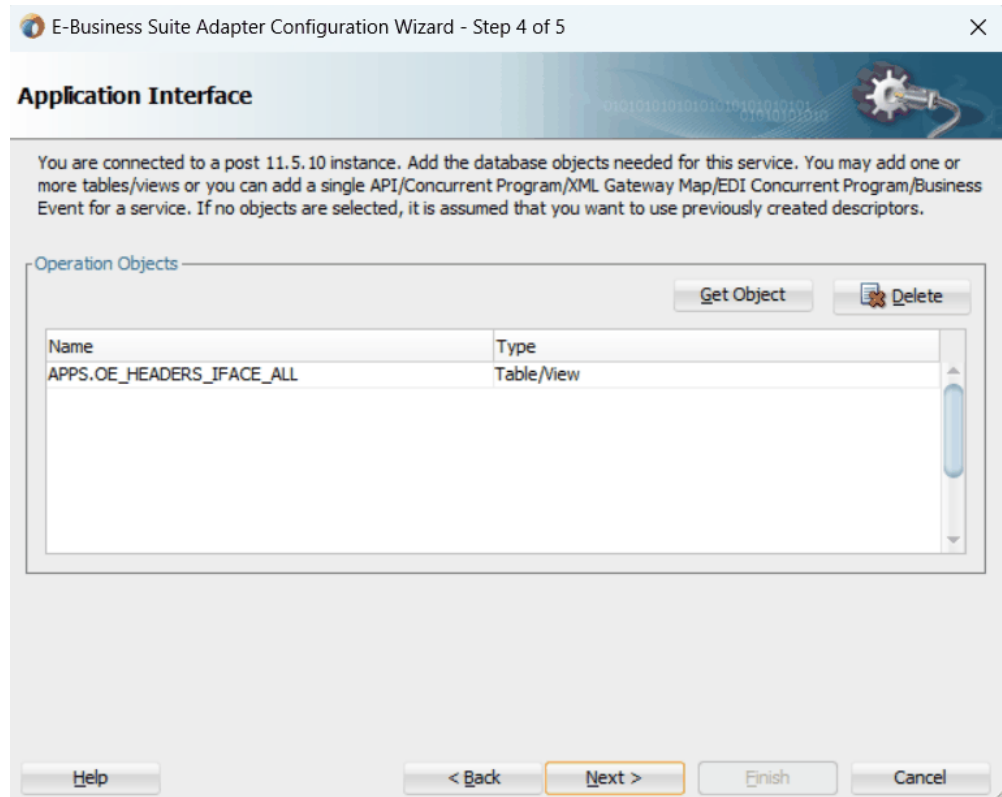 E-Business Suite Adapter Configuration Wizard - Step 4 of 5
Application Interface
You are connected to a post 11.5.10 instance. Add the database objects needed for this service. You may add one or
more tables/views or you can add a single API/Concurrent Program/XML Gateway Map/EDI Concurrent Program/Business
Event for a service. If no objects are selected, it is assumed that you want to use previously created descriptors.
Operation Objects
Get Object Delete
Name Type
APPS.OE_HEADERS_IFACE_ALL Table/View
Help < Back Next > Finish Cancel